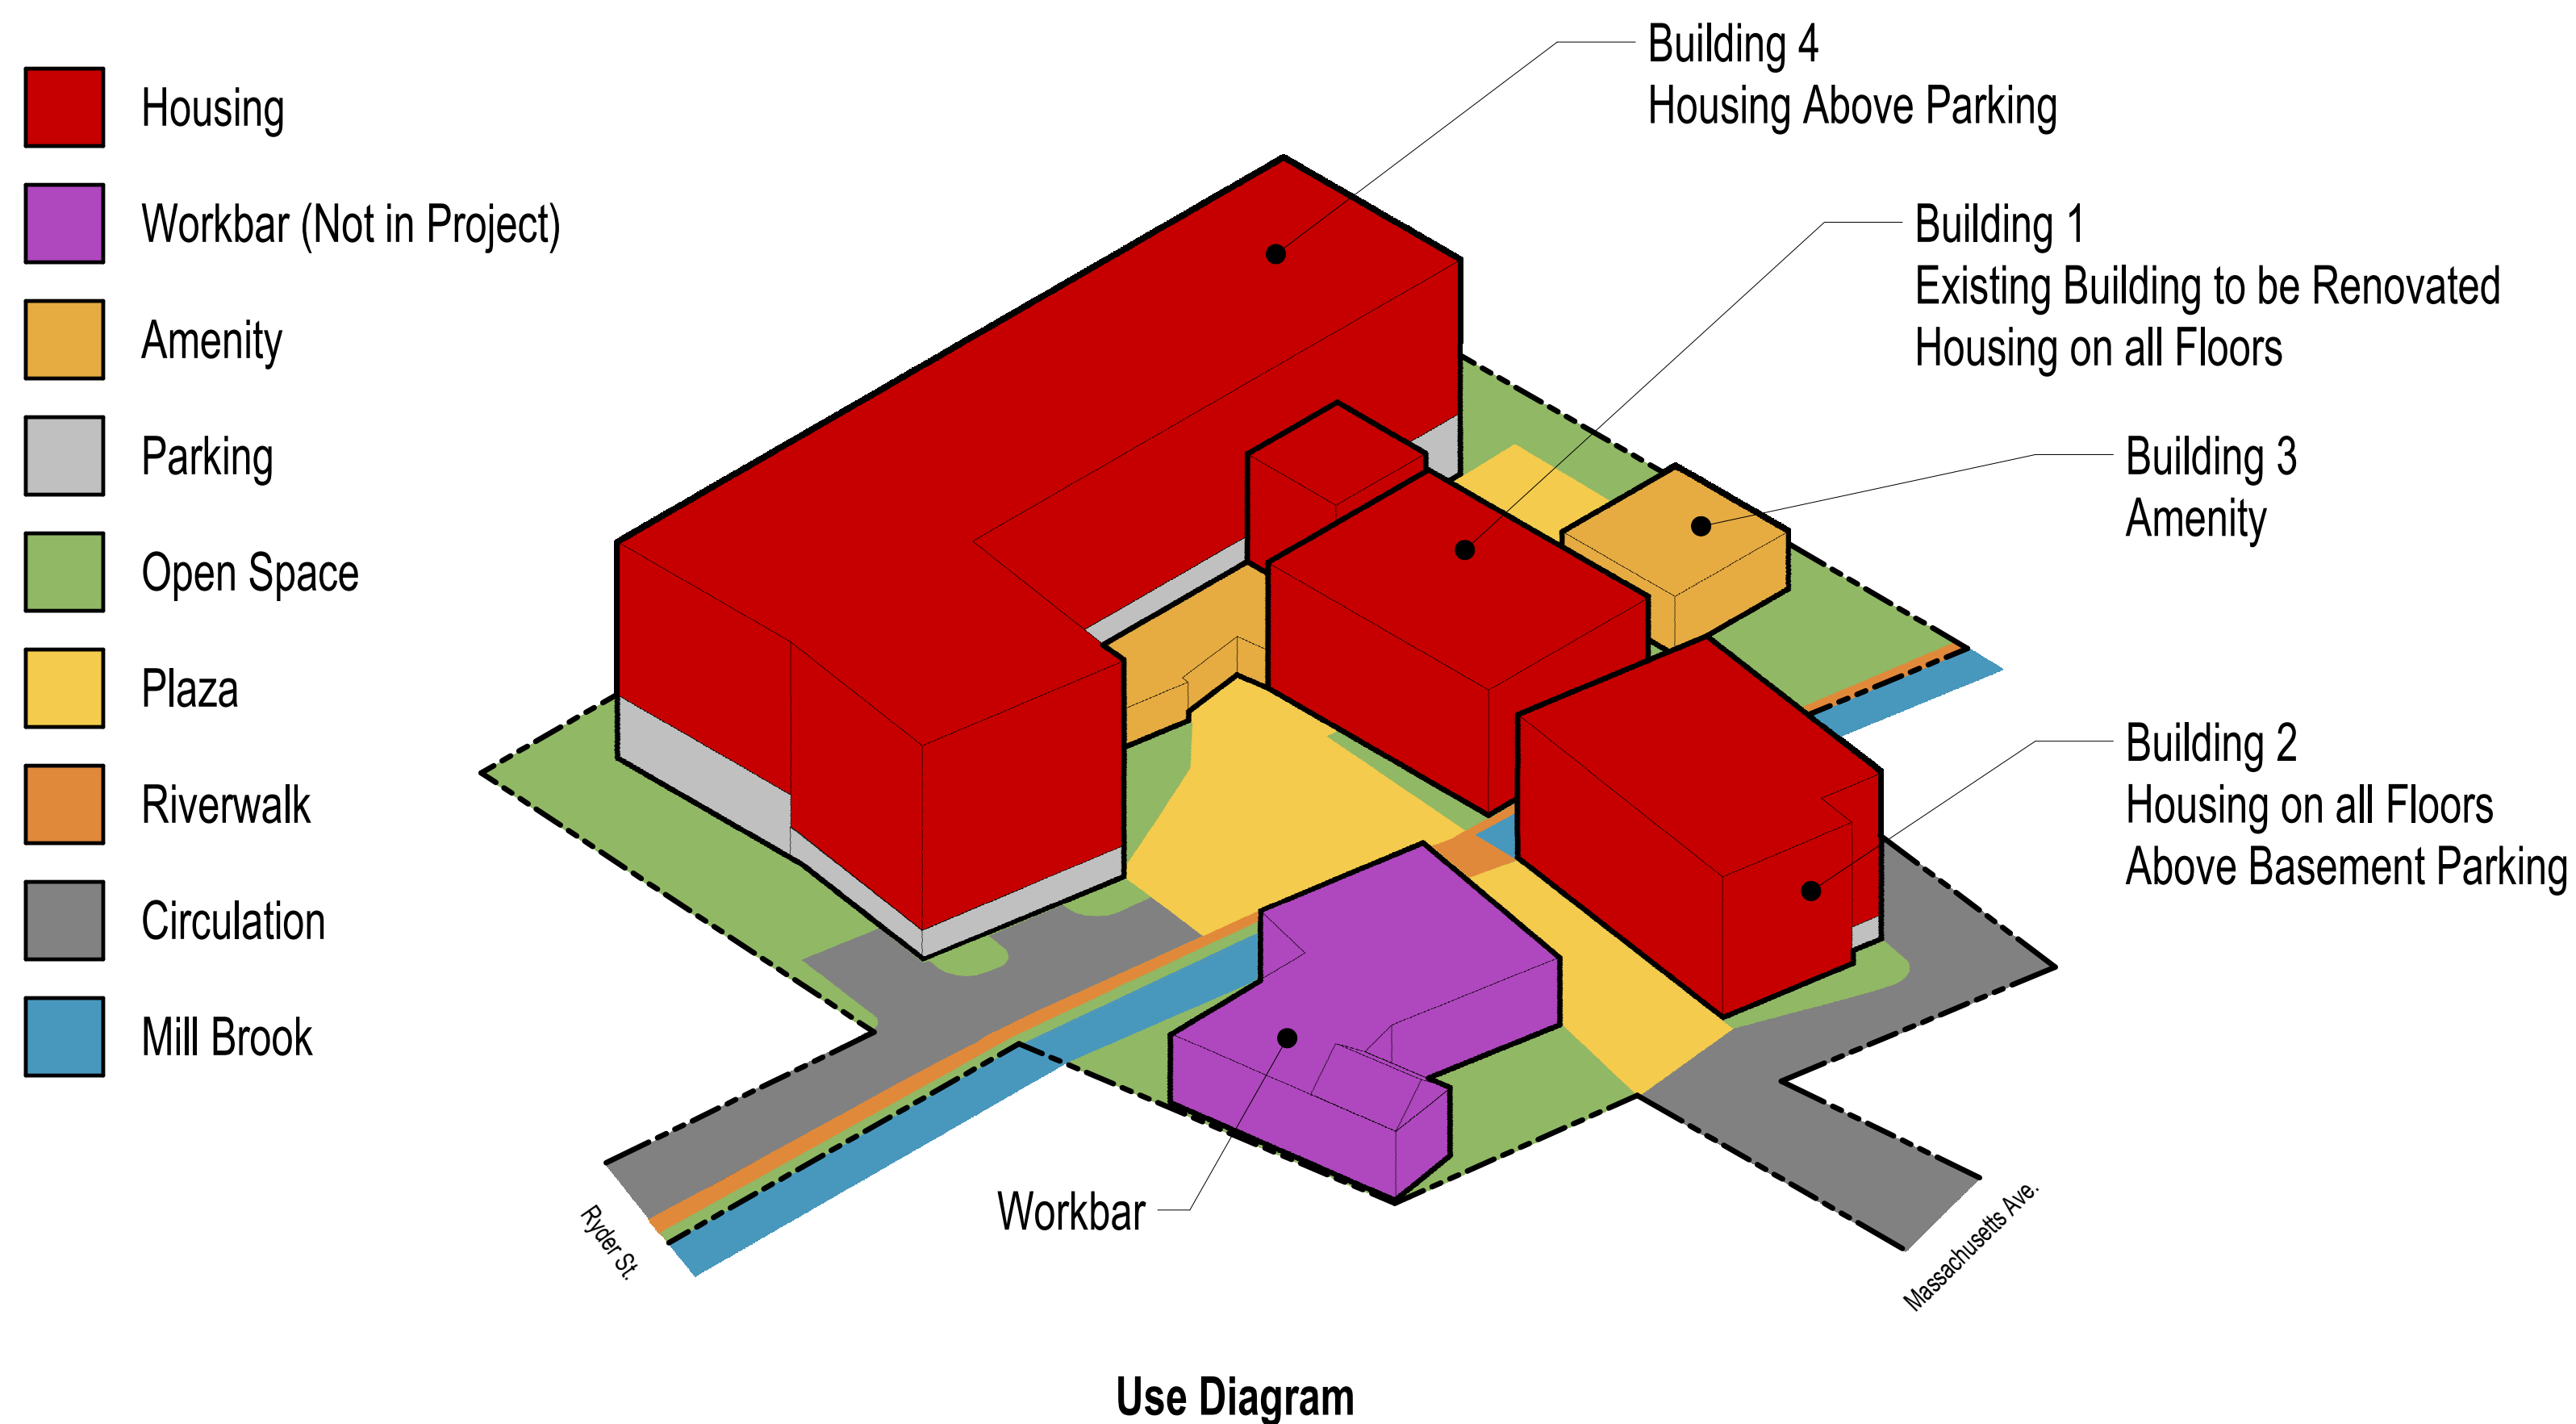 Housing
Workbar (Not in Project)
Amenity
Parking
Open Space
Plaza
Riverwalk
Circulation
Mill Brook
Building 4
Housing Above Parking
Building 1
Existing Building to be Renovated
Housing on all Floors
Building 3
Amenity
Building 2
Housing on all Floors
Above Basement Parking
Workbar
Ryder St.
Massachusetts Ave.
Use Diagram